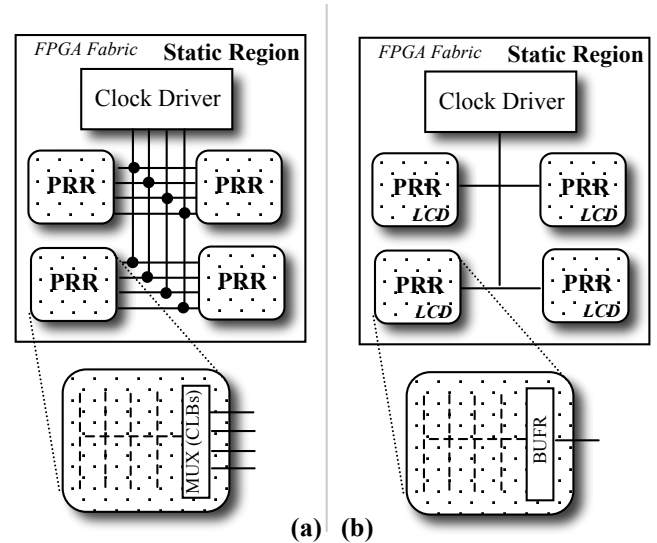 FPGA Fabric Static Region
Clock Driver
PRR PRR
PRR PRR
MUX (CLBs)
(a)
FPGA Fabric Static Region
Clock Driver
PRR LCD PRR LCD
PRR LCD PRR LCD
BUFR
(b)